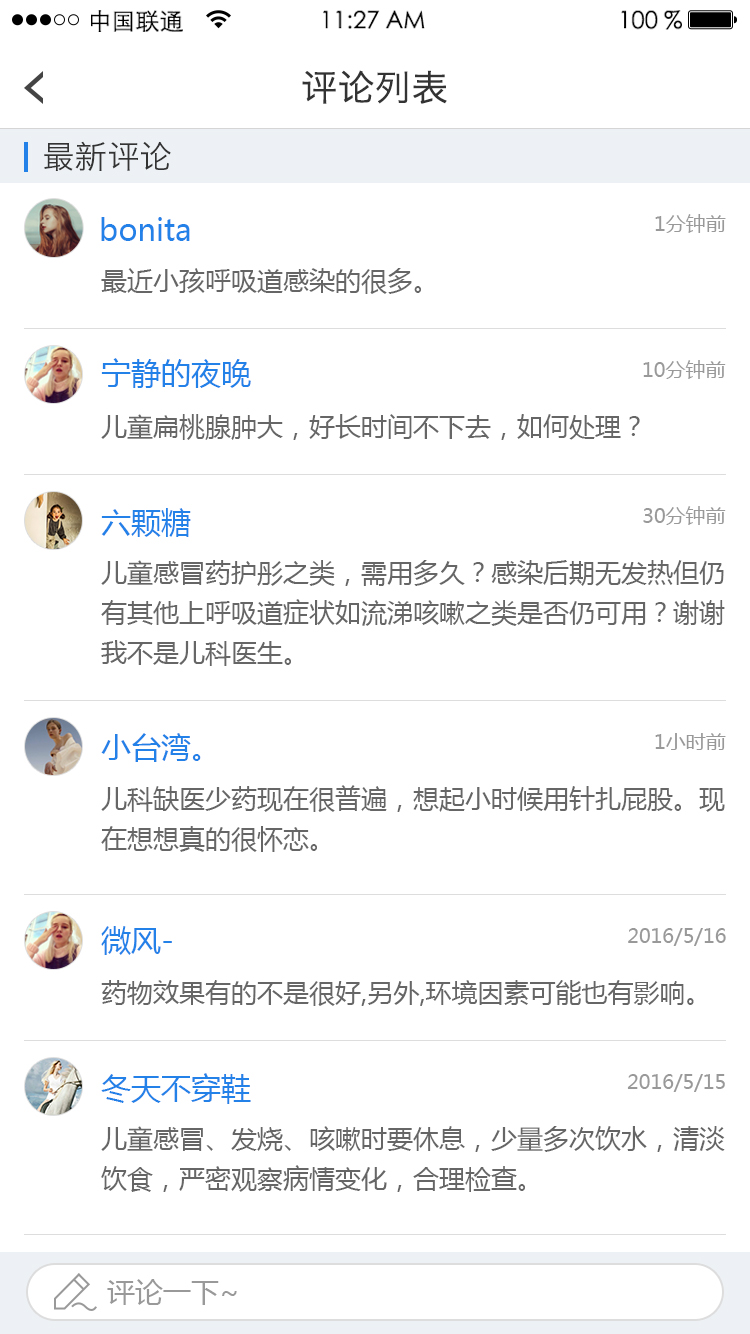 中国联通 11:27 AM 100 %
评论列表
最新评论
bonita 1分钟前
最近小孩呼吸道感染的很多。
宁静的夜晚 10分钟前
儿童扁桃腺肿大，好长时间不下去，如何处理？
六颗糖 30分钟前
儿童感冒药护彤之类，需用多久？感染后期无发热但仍
有其他上呼吸道症状如流涕咳嗽之类是否仍可用？谢谢
我不是儿科医生。
小台湾。 1小时前
儿科缺医少药现在很普遍，想起小时候用针扎屁股。现
在想想真的很怀恋。
微风- 2016/5/16
药物效果有的不是很好,另外,环境因素可能也有影响。
冬天不穿鞋 2016/5/15
儿童感冒、发烧、咳嗽时要休息，少量多次饮水，清淡
饮食，严密观察病情变化，合理检查。
评论一下~